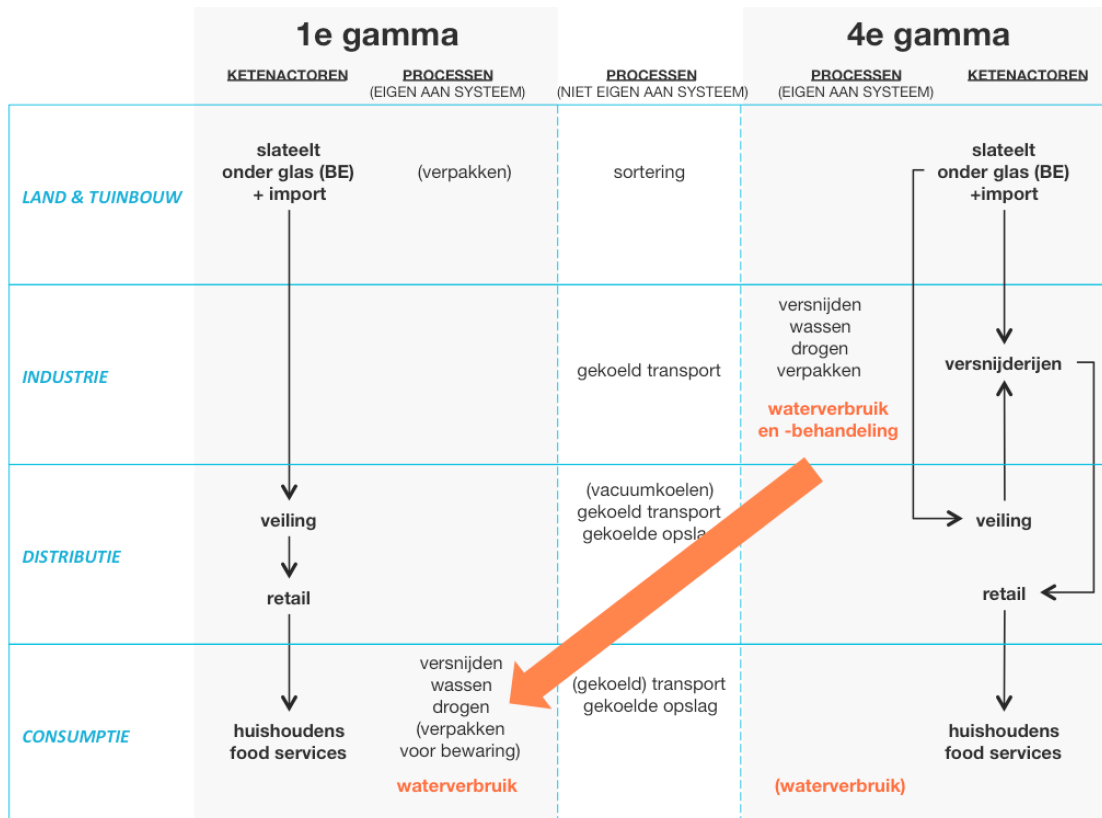 1e gamma
4e gamma
KETENACTOREN
PROCESSEN
(EIGEN AAN SYSTEEM)
PROCESSEN
(NIET EIGEN AAN SYSTEEM)
PROCESSEN
(EIGEN AAN SYSTEEM)
KETENACTOREN
LAND & TUINBOUW
slateelt
onder glas (BE)
+ import
(verpakken)
sortering
slateelt
onder glas (BE)
+import
INDUSTRIE
gekoeld transport
versnijden
wassen
drogen
verpakken
waterverbruik
en -behandeling
versnijderijen
DISTRIBUTIE
veiling
retail
(vacuumkoelen)
gekoeld transport
gekoelde opsla
veiling
retail
CONSUMPTIE
huishoudens
food services
versnijden
wassen
drogen
(verpakken
voor bewaring)
waterverbruik
(gekoeld) transport
gekoelde opslag
(waterverbruik)
huishoudens
food services